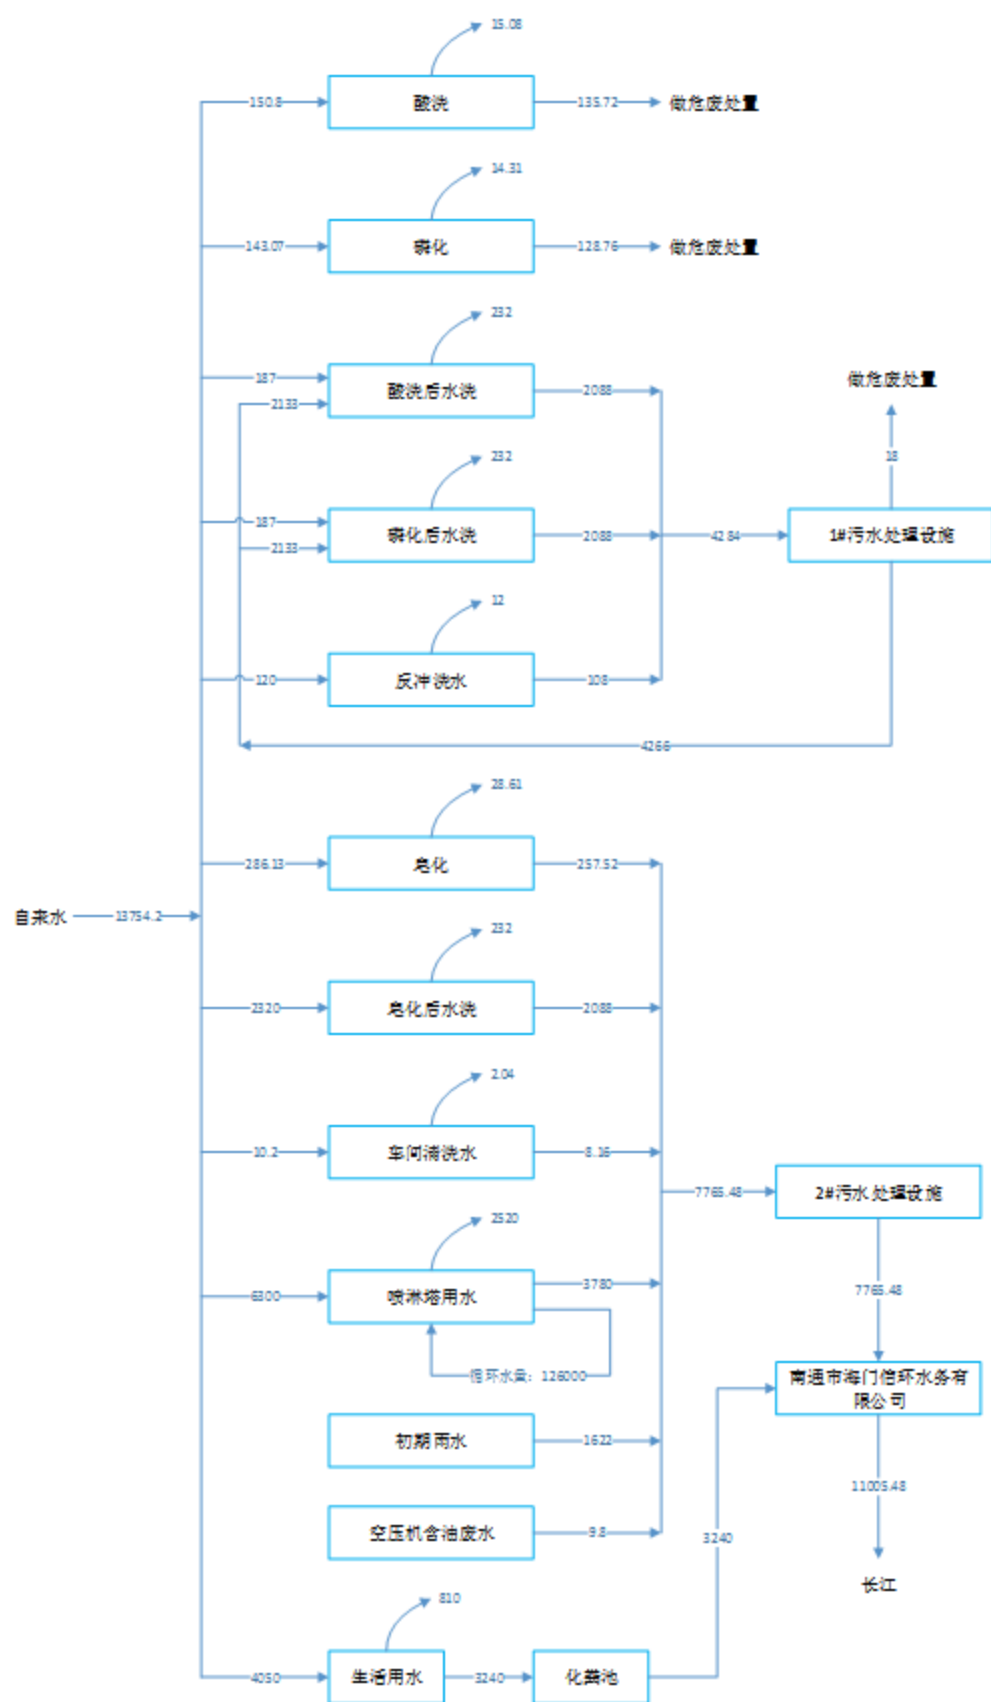 15.08
150.8
酸洗
135.72
做危废处置
14.31
143.07
磷化
128.76
做危废处置
232
187
2133
酸洗后水洗
2088
做危废处置
18
232
187
2133
磷化后水洗
2088
4284
1#污水处理设施
12
120
反冲洗水
108
4266
28.61
286.13
皂化
257.52
自来水
13754.2
232
2320
皂化后水洗
2088
2.04
10.2
车间清洗水
8.16
7765.48
2#污水处理设施
2520
6300
喷淋塔用水
3780
循环水量：126000
7765.48
南通市海门信环水务有
限公司
初期雨水
1622
11005.48
空压机含油废水
9.8
3240
长江
810
4050
生活用水
3240
化粪池